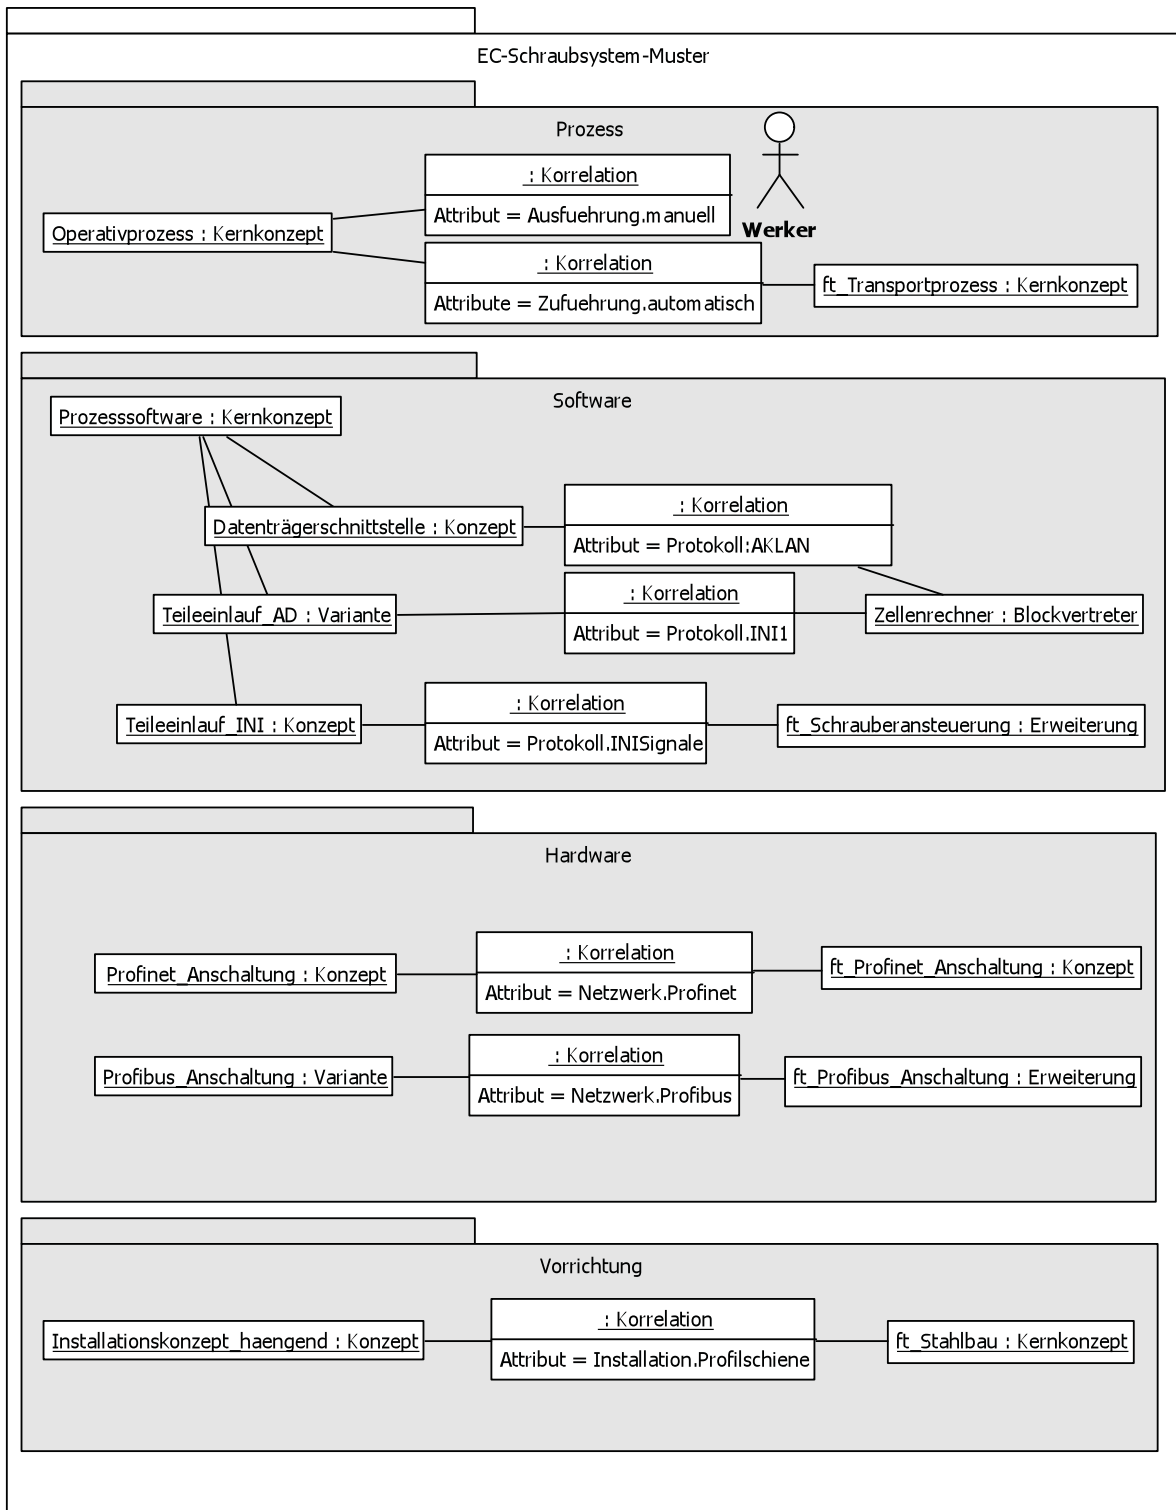 EC-Schraubsystem-Muster
Prozess
: Korrelation
Attribut = Ausfuehrung.manuell
Werker
Operativprozess : Kernkonzept
: Korrelation
Attribute = Zufuehrung.automatisch
ft_Transportprozess : Kernkonzept
Software
Prozesssoftware : Kernkonzept
Datenträgerschnittstelle : Konzept
: Korrelation
Attribut = Protokoll:AKLAN
Teileeinlauf_AD : Variante
: Korrelation
Attribut = Protokoll.INI1
Zellenrechner : Blockvertreter
Teileeinlauf_INI : Konzept
: Korrelation
Attribut = Protokoll.INISignale
ft_Schrauberansteuerung : Erweiterung
Hardware
Profinet_Anschaltung : Konzept
: Korrelation
Attribut = Netzwerk.Profinet
ft_Profinet_Anschaltung : Konzept
Profibus_Anschaltung : Variante
: Korrelation
Attribut = Netzwerk.Profibus
ft_Profibus_Anschaltung : Erweiterung
Vorrichtung
Installationskonzept_haengend : Konzept
: Korrelation
Attribut = Installation.Profilschiene
ft_Stahlbau : Kernkonzept